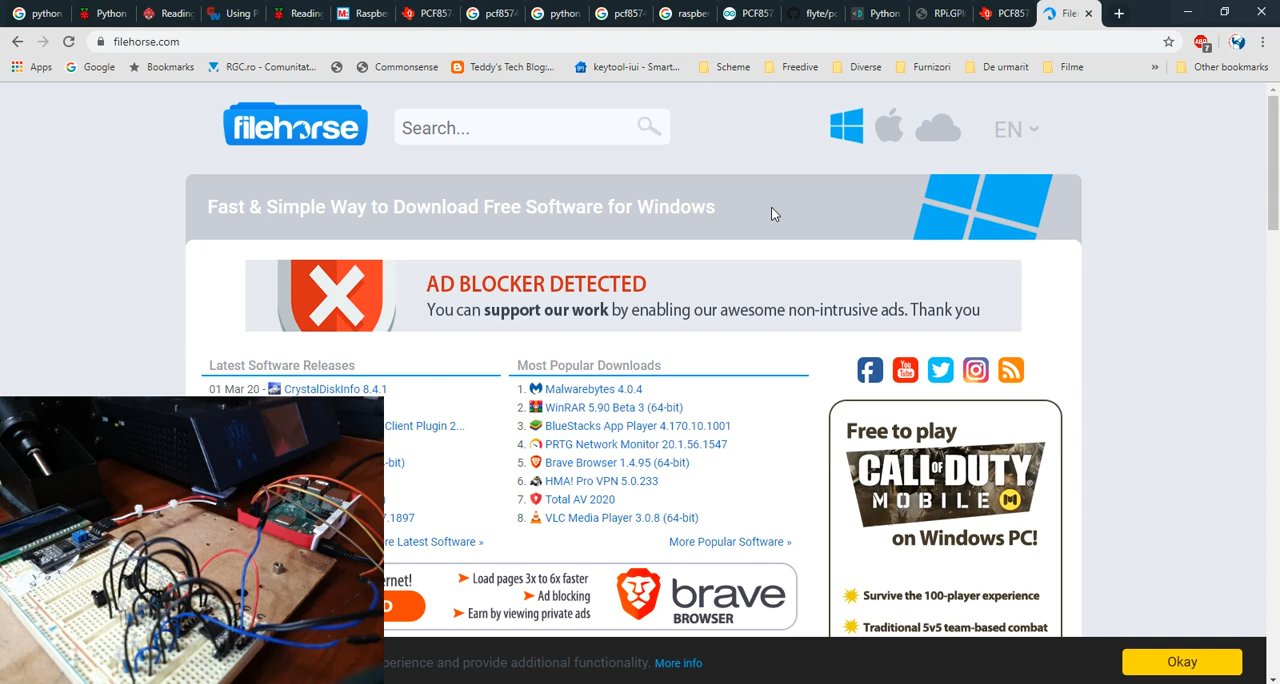 python
Python
Reading
Using P
Reading
Raspbe
PCF857
pcf8574
python
pcf857
raspbe
PCF857
flyte/pc
Python
RPi.GPI
PCF857
File
filehorse.com
ABP
7
Apps
Google
Bookmarks
RGC.ro - Comunitat...
Commonsense
Teddy's Tech Blog:...
keytool-iui - Smart...
Scheme
Freedive
Diverse
Furnizori
De urmarit
Filme
»
Other bookmarks
filehorse
Search...
EN
Fast & Simple Way to Download Free Software for Windows
AD BLOCKER DETECTED
You can support our work by enabling our awesome non-intrusive ads. Thank you
Latest Software Releases
01 Mar 20 - CrystalDiskInfo 8.4.1
Client Plugin 2...
-bit)
7.1897
re Latest Software »
Most Popular Downloads
1. Malwarebytes 4.0.4
2. WinRAR 5.90 Beta 3 (64-bit)
3. BlueStacks App Player 4.170.10.1001
4. PRTG Network Monitor 20.1.56.1547
5. Brave Browser 1.4.95 (64-bit)
6. HMA! Pro VPN 5.0.233
7. Total AV 2020
8. VLC Media Player 3.0.8 (64-bit)
More Popular Software »
You Tube
Free to play
CALL OF DUTY
MOBILE
on Windows PC!
Survive the 100-player experience
Traditional 5v5 team-based combat
rnet!
O
Load pages 3x to 6x faster
Ad blocking
Earn by viewing private ads
brave
BROWSER
perience and provide additional functionality. More info
Okay